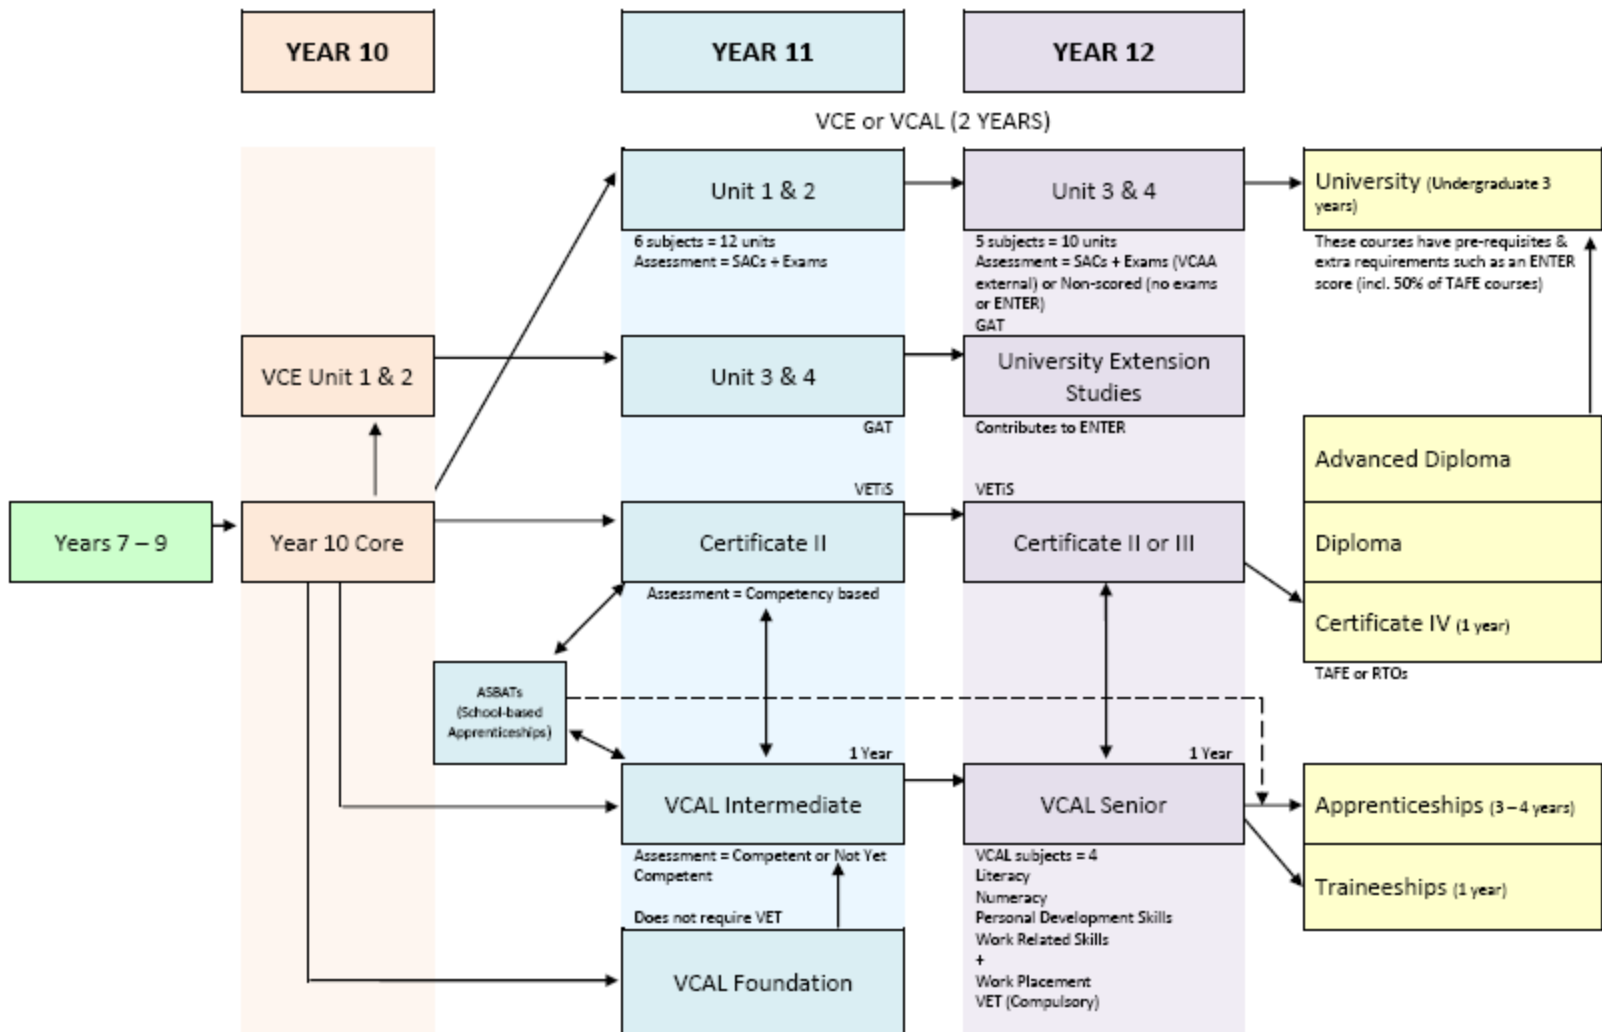 YEAR 10
YEAR 11
YEAR 12
VCE or VCAL (2 YEARS)
Unit 1 & 2
Unit 3 & 4
University (Undergraduate 3
years)
6 subjects = 12 units
Assessment = SACs + Exams
5 subjects = 10 units
Assessment = SACs + Exams (VCAA
external) or Non-scored (no exams
or ENTER)
GAT
These courses have pre-requisites &
extra requirements such as an ENTER
score (incl. 50% of TAFE courses)
VCE Unit 1 & 2
Unit 3 & 4
University Extension
Studies
GAT
Contributes to ENTER
Advanced Diploma
VETiS
VETiS
Years 7 – 9
Year 10 Core
Certificate II
Certificate II or III
Diploma
Assessment = Competency based
Certificate IV (1 year)
TAFE or RTOs
ASBATs
(School-based
Apprenticeships)
1 Year
1 Year
VCAL Intermediate
VCAL Senior
Apprenticeships (3 – 4 years)
Assessment = Competent or Not Yet
Competent
Does not require VET
VCAL subjects = 4
Literacy
Numeracy
Personal Development Skills
Work Related Skills
+
Work Placement
VET (Compulsory)
Traineeships (1 year)
VCAL Foundation